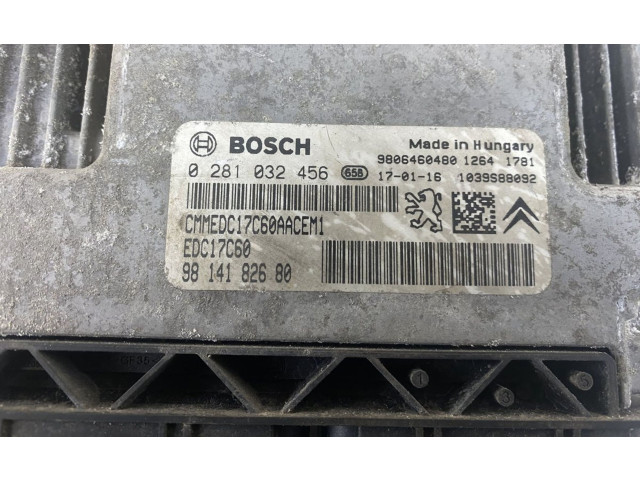 BOSCH
Made in Hungary
9806460480 1264 1781
0 281 032 456 658 17-01-16 1039S88092
CMMEDC17C60AACEM1
EDC17C60
98 141 826 80